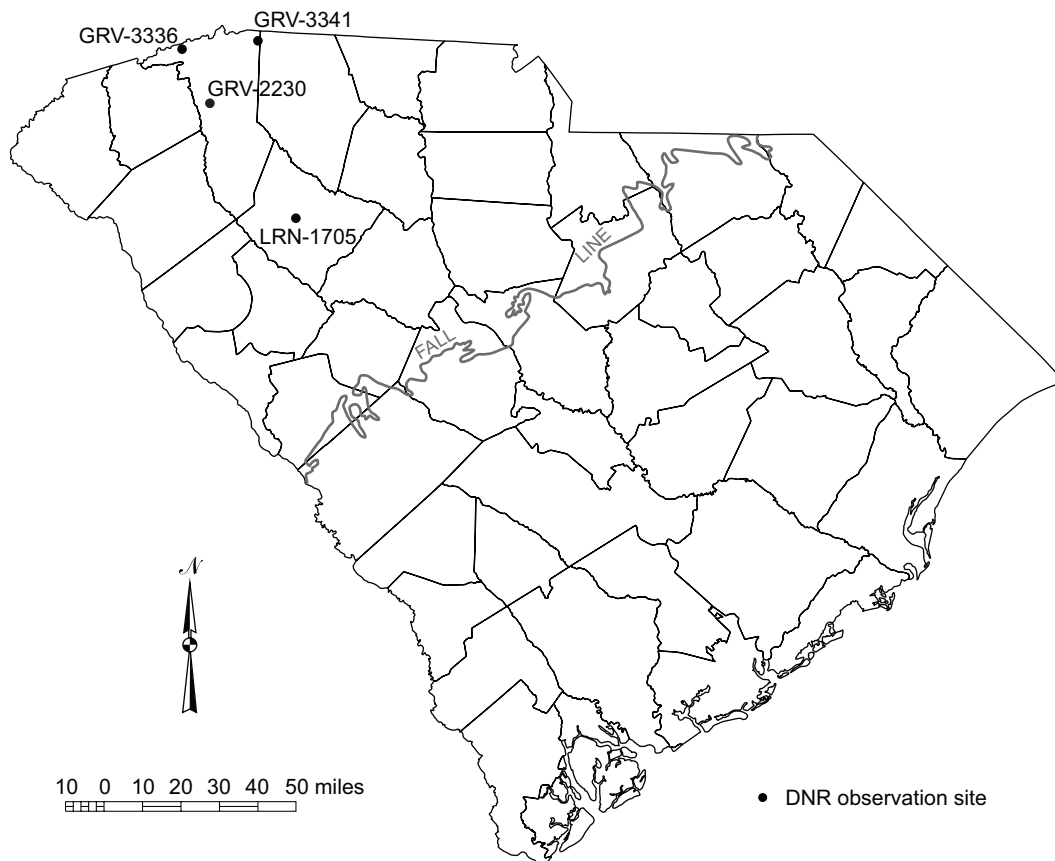 GRV-3341
GRV-3336
GRV-2230
LRN-1705
LINE
FALL
N
10 0 10 20 30 40 50 miles
DNR observation site